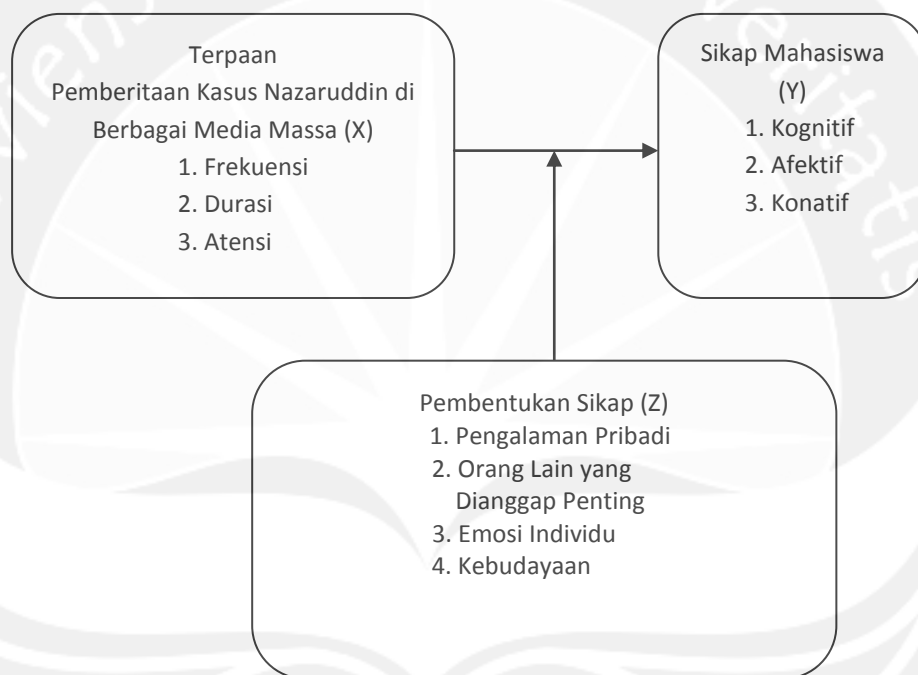 Terpaan
Pemberitaan Kasus Nazaruddin di
Berbagai Media Massa (X)
1. Frekuensi
2. Durasi
3. Atensi
Sikap Mahasiswa
(Y)
1. Kognitif
2. Afektif
3. Konatif
Pembentukan Sikap (Z)
1. Pengalaman Pribadi
2. Orang Lain yang
Dianggap Penting
3. Emosi Individu
4. Kebudayaan